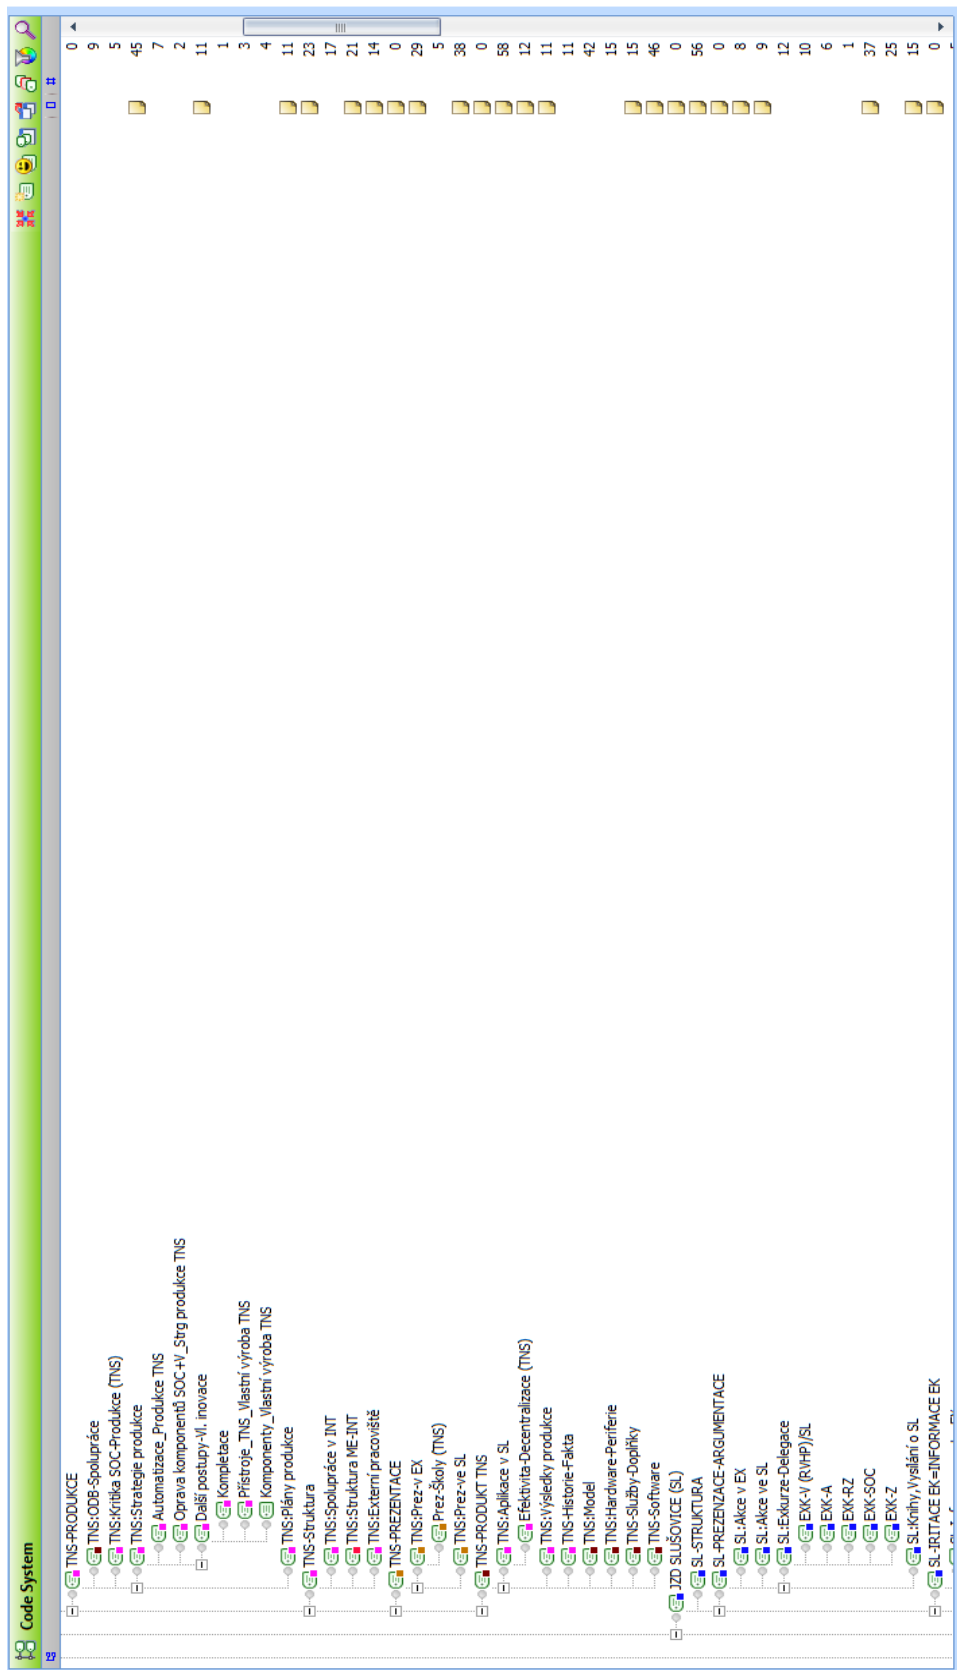 Code System
TNS-PRODUKCE 0
TNS:ODB-Spolupráce 9
TNS:Kritika SOC-Produkce (TNS) 5
TNS:Strategie produkce 45
Automatizace_Produkce TNS 7
Oprava komponentů SOC+V_Strg produkce TNS 2
Další postupy-Vl. inovace 11
Kompletace 1
Přístroje_TNS_Vlastní výroba TNS 3
Komponenty_Vlastní výroba TNS 4
TNS:Plány produkce 11
TNS-Struktura 23
TNS:Spolupráce v INT 17
TNS:Struktura ME-INT 21
TNS:Externí pracoviště 14
TNS-PREZENTACE 0
TNS:Prez-v EX 29
Prez-Školy (TNS) 5
TNS:Prez-ve SL 38
TNS-PRODUKT TNS 0
TNS:Aplikace v SL 58
Efektivita-Decentralizace (TNS) 12
TNS:Výsledky produkce 11
TNS-Historie-Fakta 11
TNS:Model 42
TNS:Hardware-Periferie 15
TNS-Služby-Doplňky 15
TNS-Software 46
JZD SLUŠOVICE (SL) 0
SL-STRUKTURA 56
SL-PREZENZACE-ARGUMENTACE 0
SL:Akce v EX 8
SL:Akce ve SL 9
SL:Exkurze-Delegace 12
EXK-V (RVHP)/SL 10
EXK-A 6
EXK-RZ 1
EXK-SOC 37
EXK-Z 25
SL:Knihy,Vysílání o SL 15
SL-IRITACE EK=INFORMACE EK 0